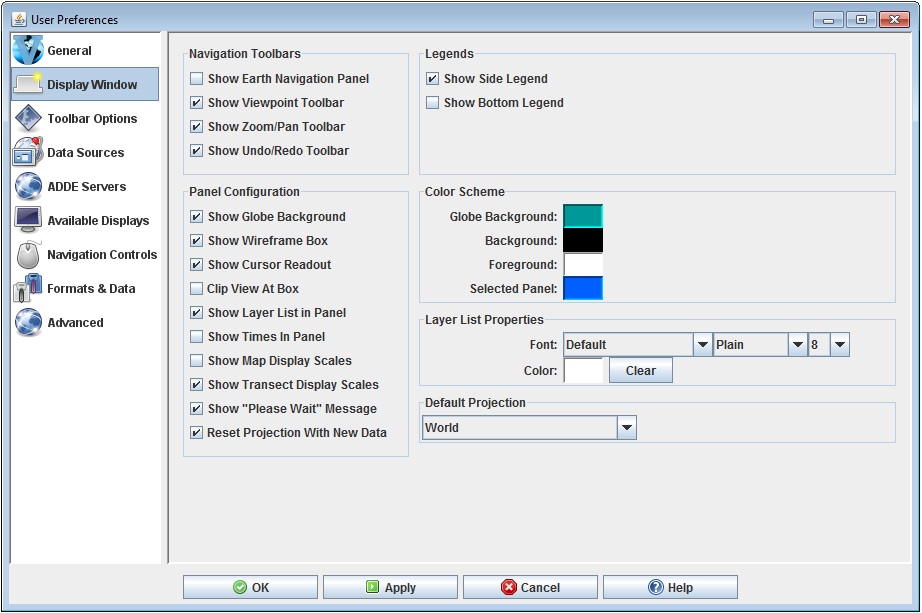 User Preferences
General
Display Window
Toolbar Options
Data Sources
ADDE Servers
Available Displays
Navigation Controls
Formats & Data
Advanced
Navigation Toolbars
Show Earth Navigation Panel
Show Viewpoint Toolbar
Show Zoom/Pan Toolbar
Show Undo/Redo Toolbar
Legends
Show Side Legend
Show Bottom Legend
Panel Configuration
Show Globe Background
Show Wireframe Box
Show Cursor Readout
Clip View At Box
Show Layer List in Panel
Show Times In Panel
Show Map Display Scales
Show Transect Display Scales
Show "Please Wait" Message
Reset Projection With New Data
Color Scheme
Globe Background:
Background:
Foreground:
Selected Panel:
Layer List Properties
Font: Default Plain 8
Color: Clear
Default Projection
World
OK Apply Cancel Help